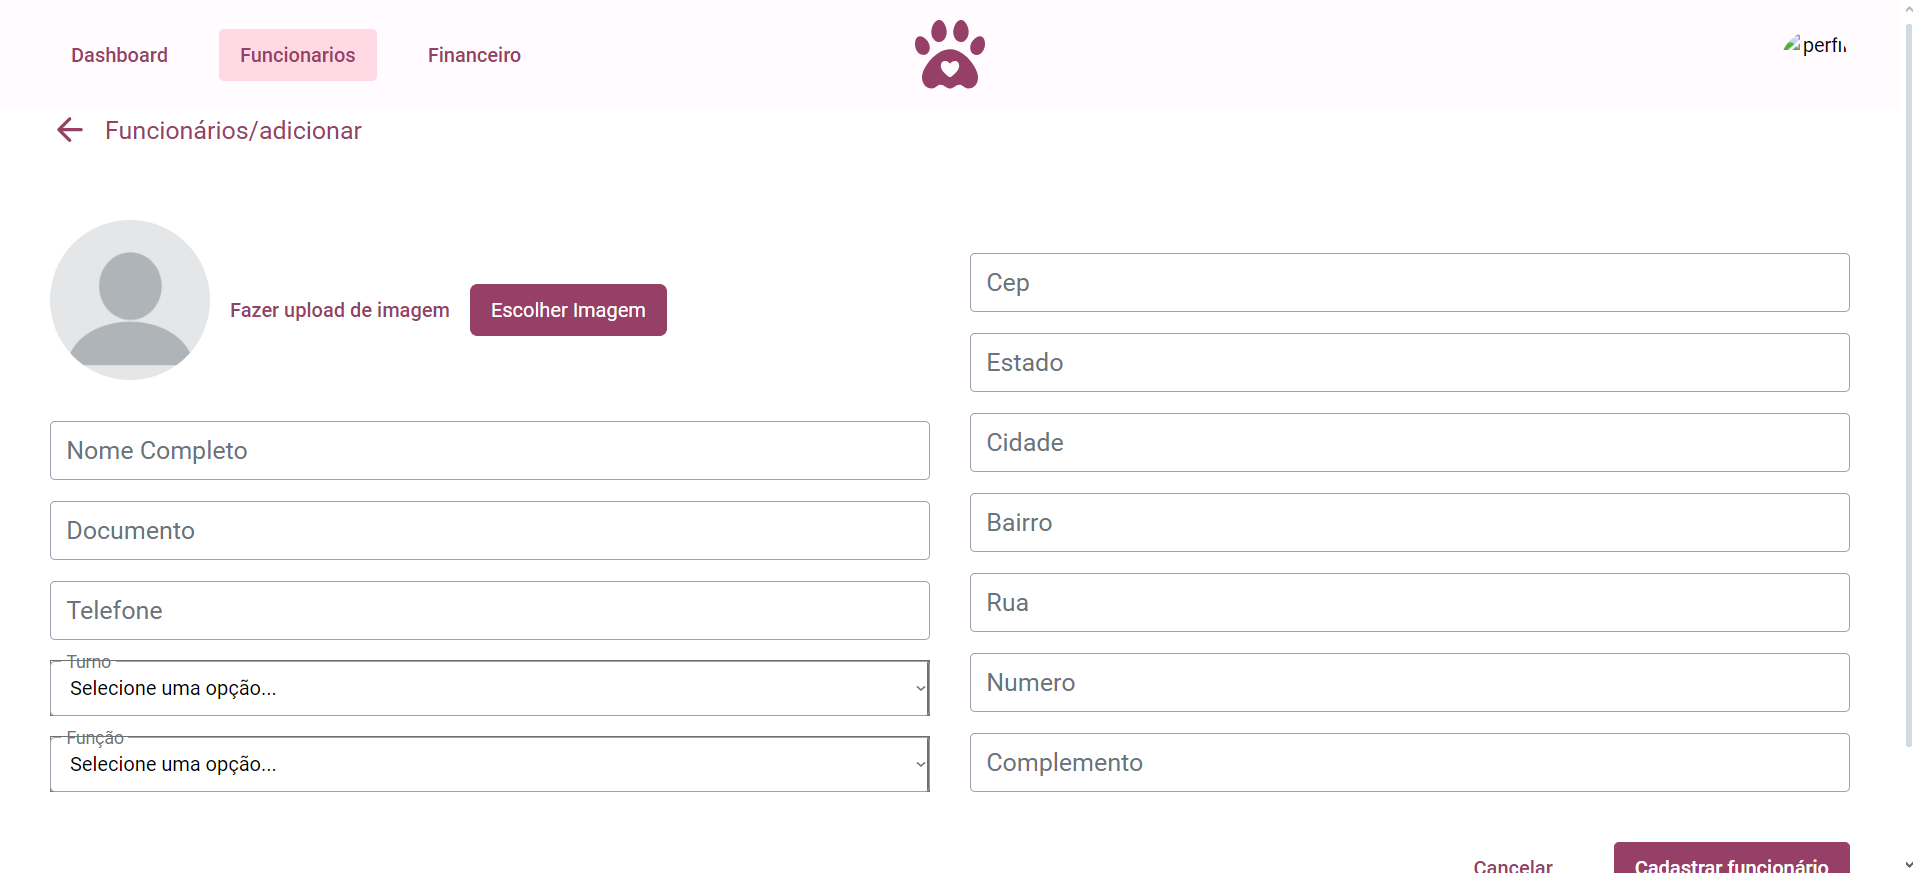 Dashboard
Funcionarios
Financeiro
perfil
Funcionários/adicionar
Fazer upload de imagem
Escolher Imagem
Nome Completo
Documento
Telefone
Turno
Selecione uma opção...
Função
Selecione uma opção...
Cep
Estado
Cidade
Bairro
Rua
Numero
Complemento
Cancelar
Cadastrar funcionário